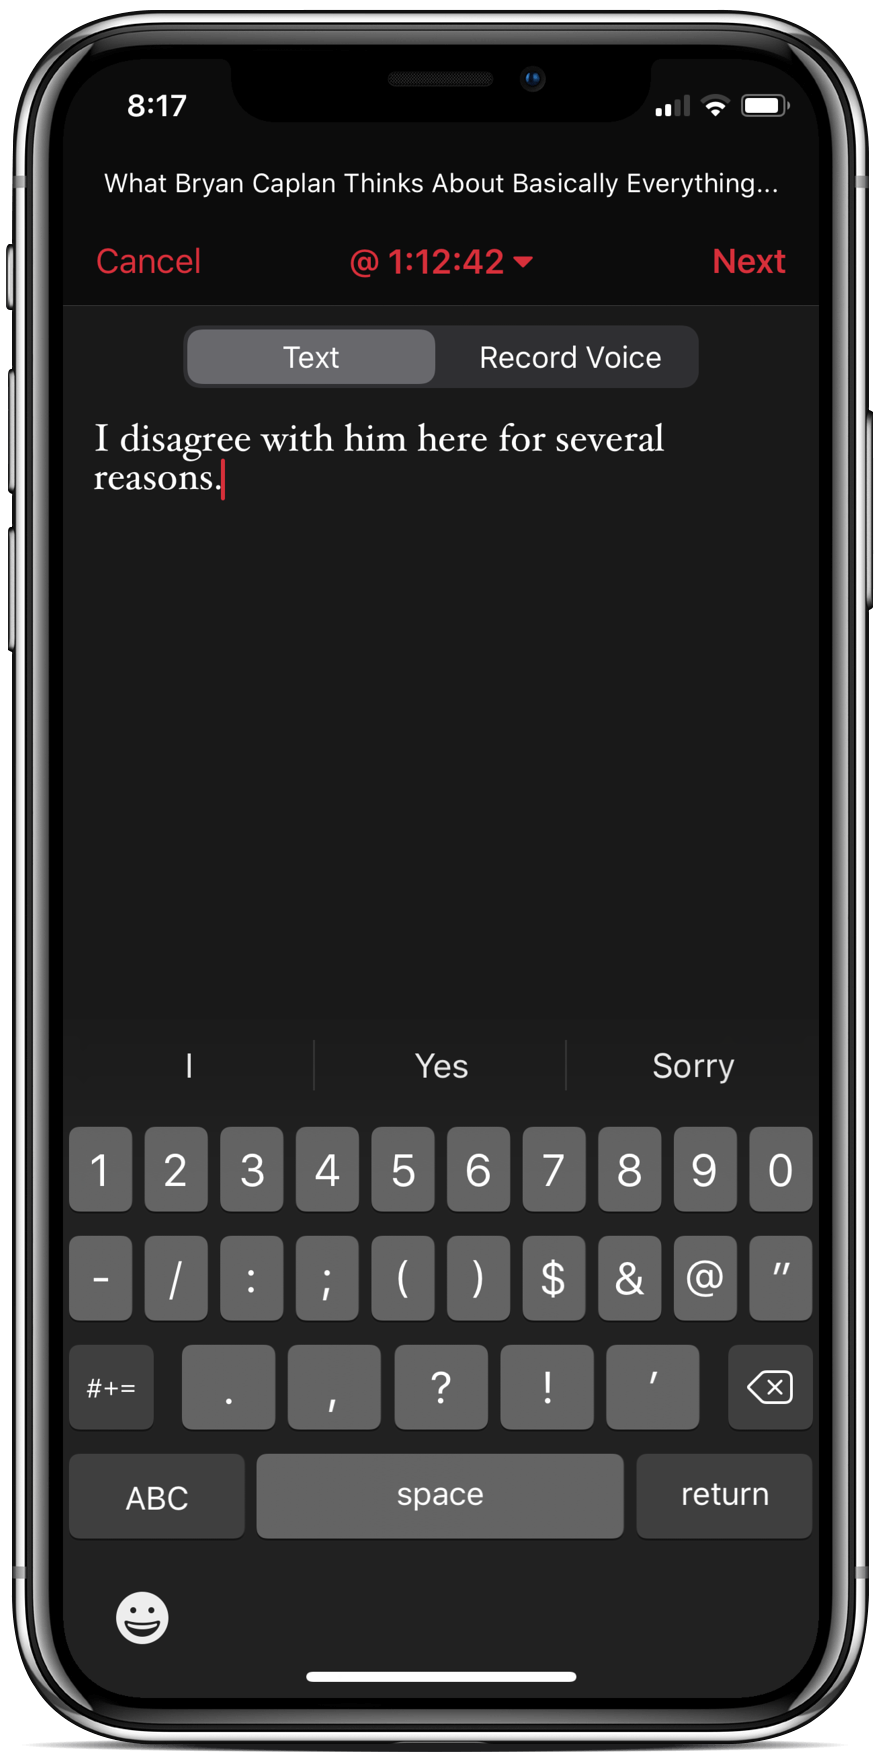 8:17
What Bryan Caplan Thinks About Basically Everything...
Cancel @ 1:12:42 Next
Text Record Voice
I disagree with him here for several
reasons.
I Yes Sorry
1 2 3 4 5 6 7 8 9 0
- / : ; ( ) $ & @ "
#+= . , ? ! '
ABC space return